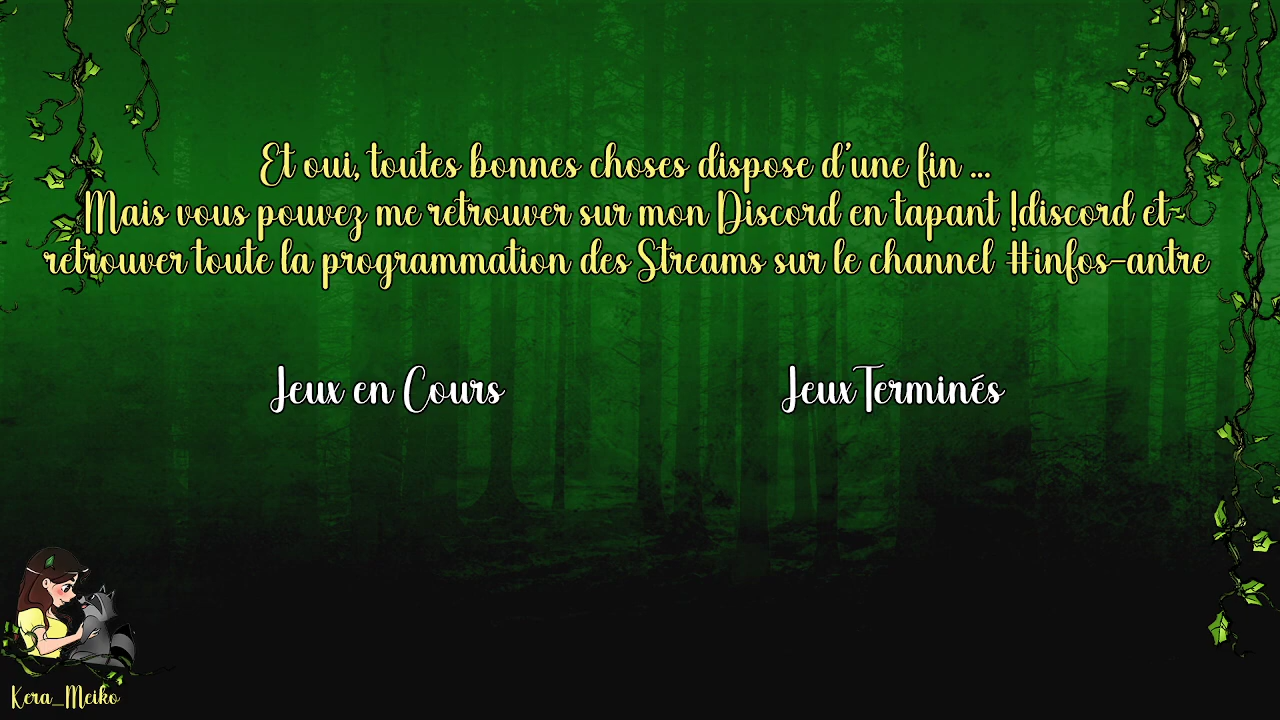 Et oui, toutes bonnes choses dispose d'une fin ...
Mais vous pouvez me retrouver sur mon Discord en tapant !discord et
retrouver toute la programmation des Streams sur le channel #infos-antre
Jeux en Cours
Jeux Terminés
Kera_Meiko